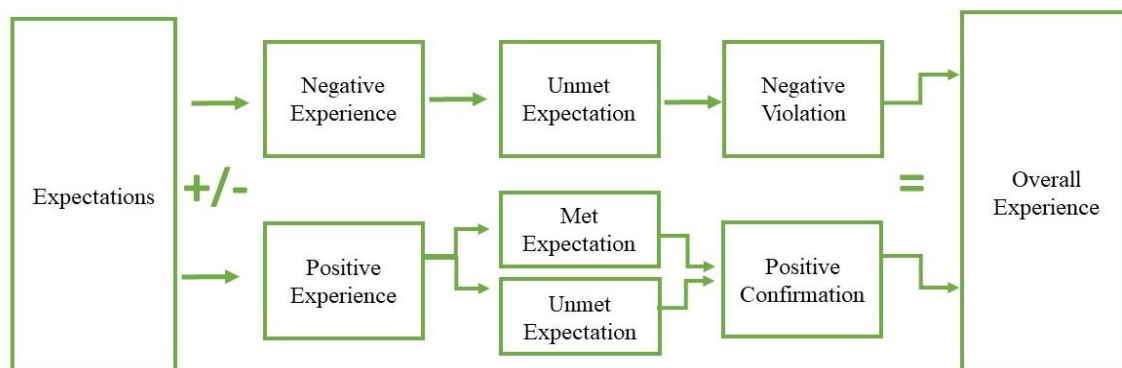 Expectations
+/-
Negative
Experience
Unmet
Expectation
Negative
Violation
Positive
Experience
Met
Expectation
Unmet
Expectation
Positive
Confirmation
=
Overall
Experience